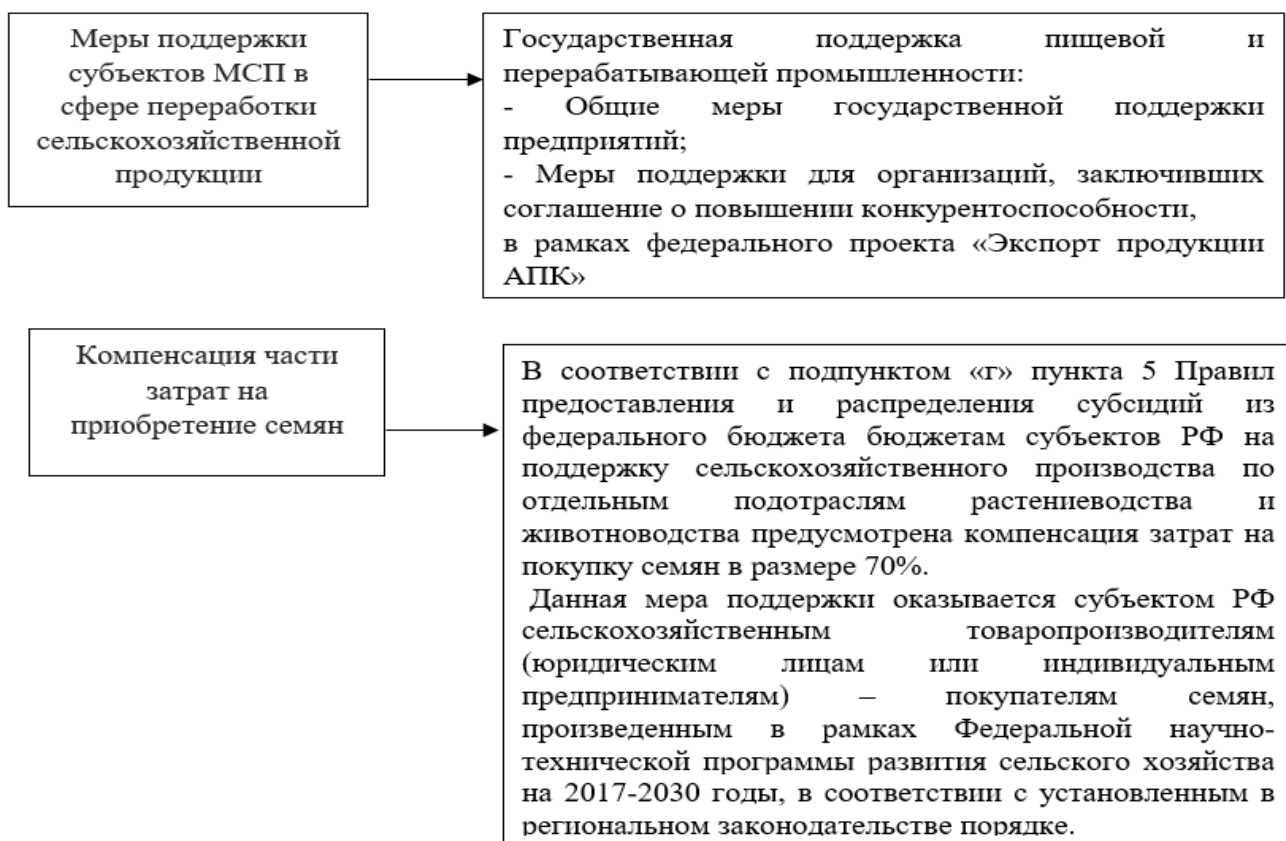 Меры поддержки
субъектов МСП в
сфере переработки
сельскохозяйственной
продукции
Государственная поддержка пищевой и
перерабатывающей промышленности:
- Общие меры государственной поддержки
предприятий;
- Меры поддержки для организаций, заключивших
соглашение о повышении конкурентоспособности,
в рамках федерального проекта «Экспорт продукции
АПК»
Компенсация части
затрат на
приобретение семян
В соответствии с подпунктом «г» пункта 5 Правил
предоставления и распределения субсидий из
федерального бюджета бюджетам субъектов РФ на
поддержку сельскохозяйственного производства по
отдельным подотраслям растениеводства и
животноводства предусмотрена компенсация затрат на
покупку семян в размере 70%.
Данная мера поддержки оказывается субъектом РФ
сельскохозяйственным товаропроизводителям
(юридическим лицам или индивидуальным
предпринимателям) – покупателям семян,
произведенным в рамках Федеральной научно-
технической программы развития сельского хозяйства
на 2017-2030 годы, в соответствии с установленным в
региональном законодательстве порядке.